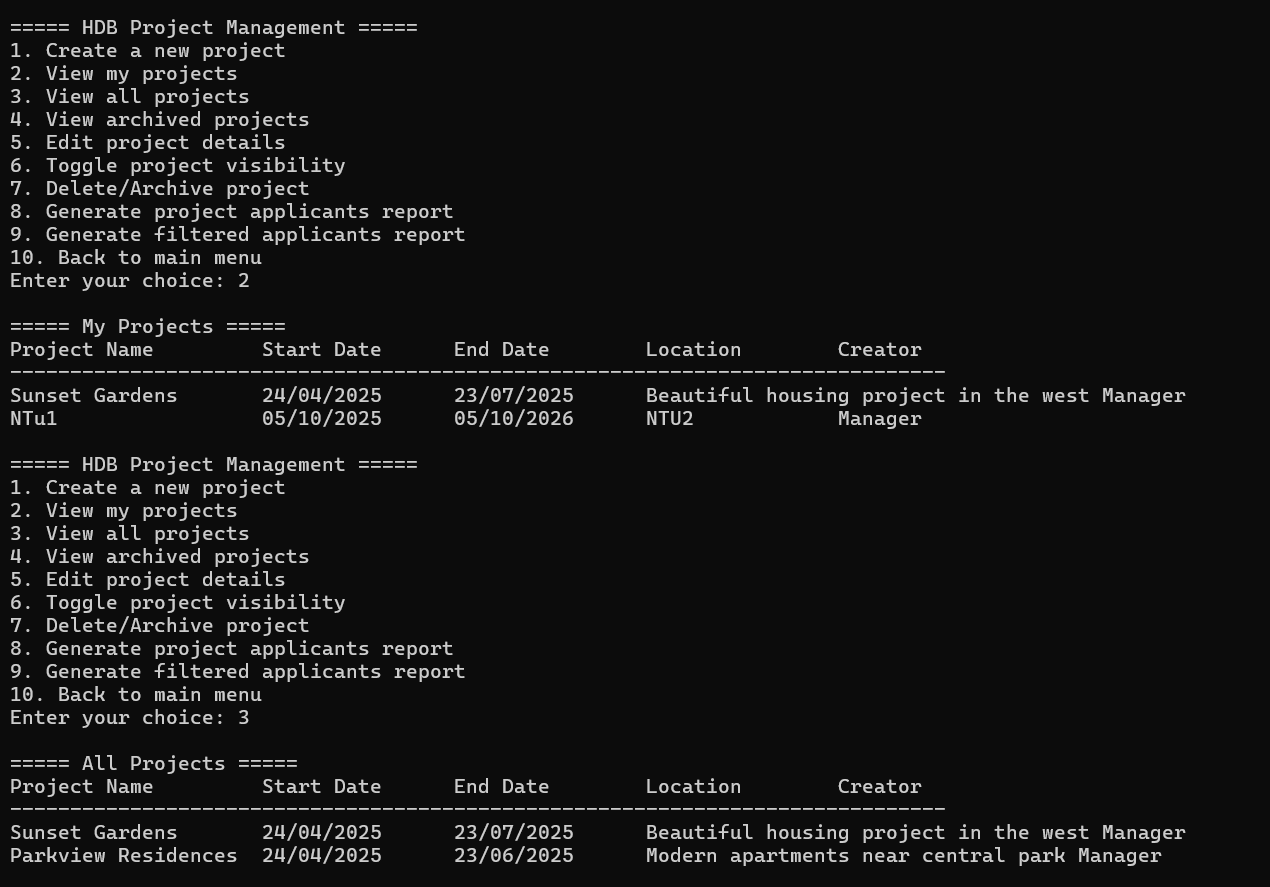 ===== HDB Project Management =====
1. Create a new project
2. View my projects
3. View all projects
4. View archived projects
5. Edit project details
6. Toggle project visibility
7. Delete/Archive project
8. Generate project applicants report
9. Generate filtered applicants report
10. Back to main menu
Enter your choice: 2

===== My Projects =====
Project Name         Start Date      End Date        Location        Creator
------------------------------------------------------------------------------
Sunset Gardens       24/04/2025      23/07/2025      Beautiful housing project in the west Manager
NTu1                 05/10/2025      05/10/2026      NTU2            Manager

===== HDB Project Management =====
1. Create a new project
2. View my projects
3. View all projects
4. View archived projects
5. Edit project details
6. Toggle project visibility
7. Delete/Archive project
8. Generate project applicants report
9. Generate filtered applicants report
10. Back to main menu
Enter your choice: 3

===== All Projects =====
Project Name         Start Date      End Date        Location        Creator
------------------------------------------------------------------------------
Sunset Gardens       24/04/2025      23/07/2025      Beautiful housing project in the west Manager
Parkview Residences  24/04/2025      23/06/2025      Modern apartments near central park Manager